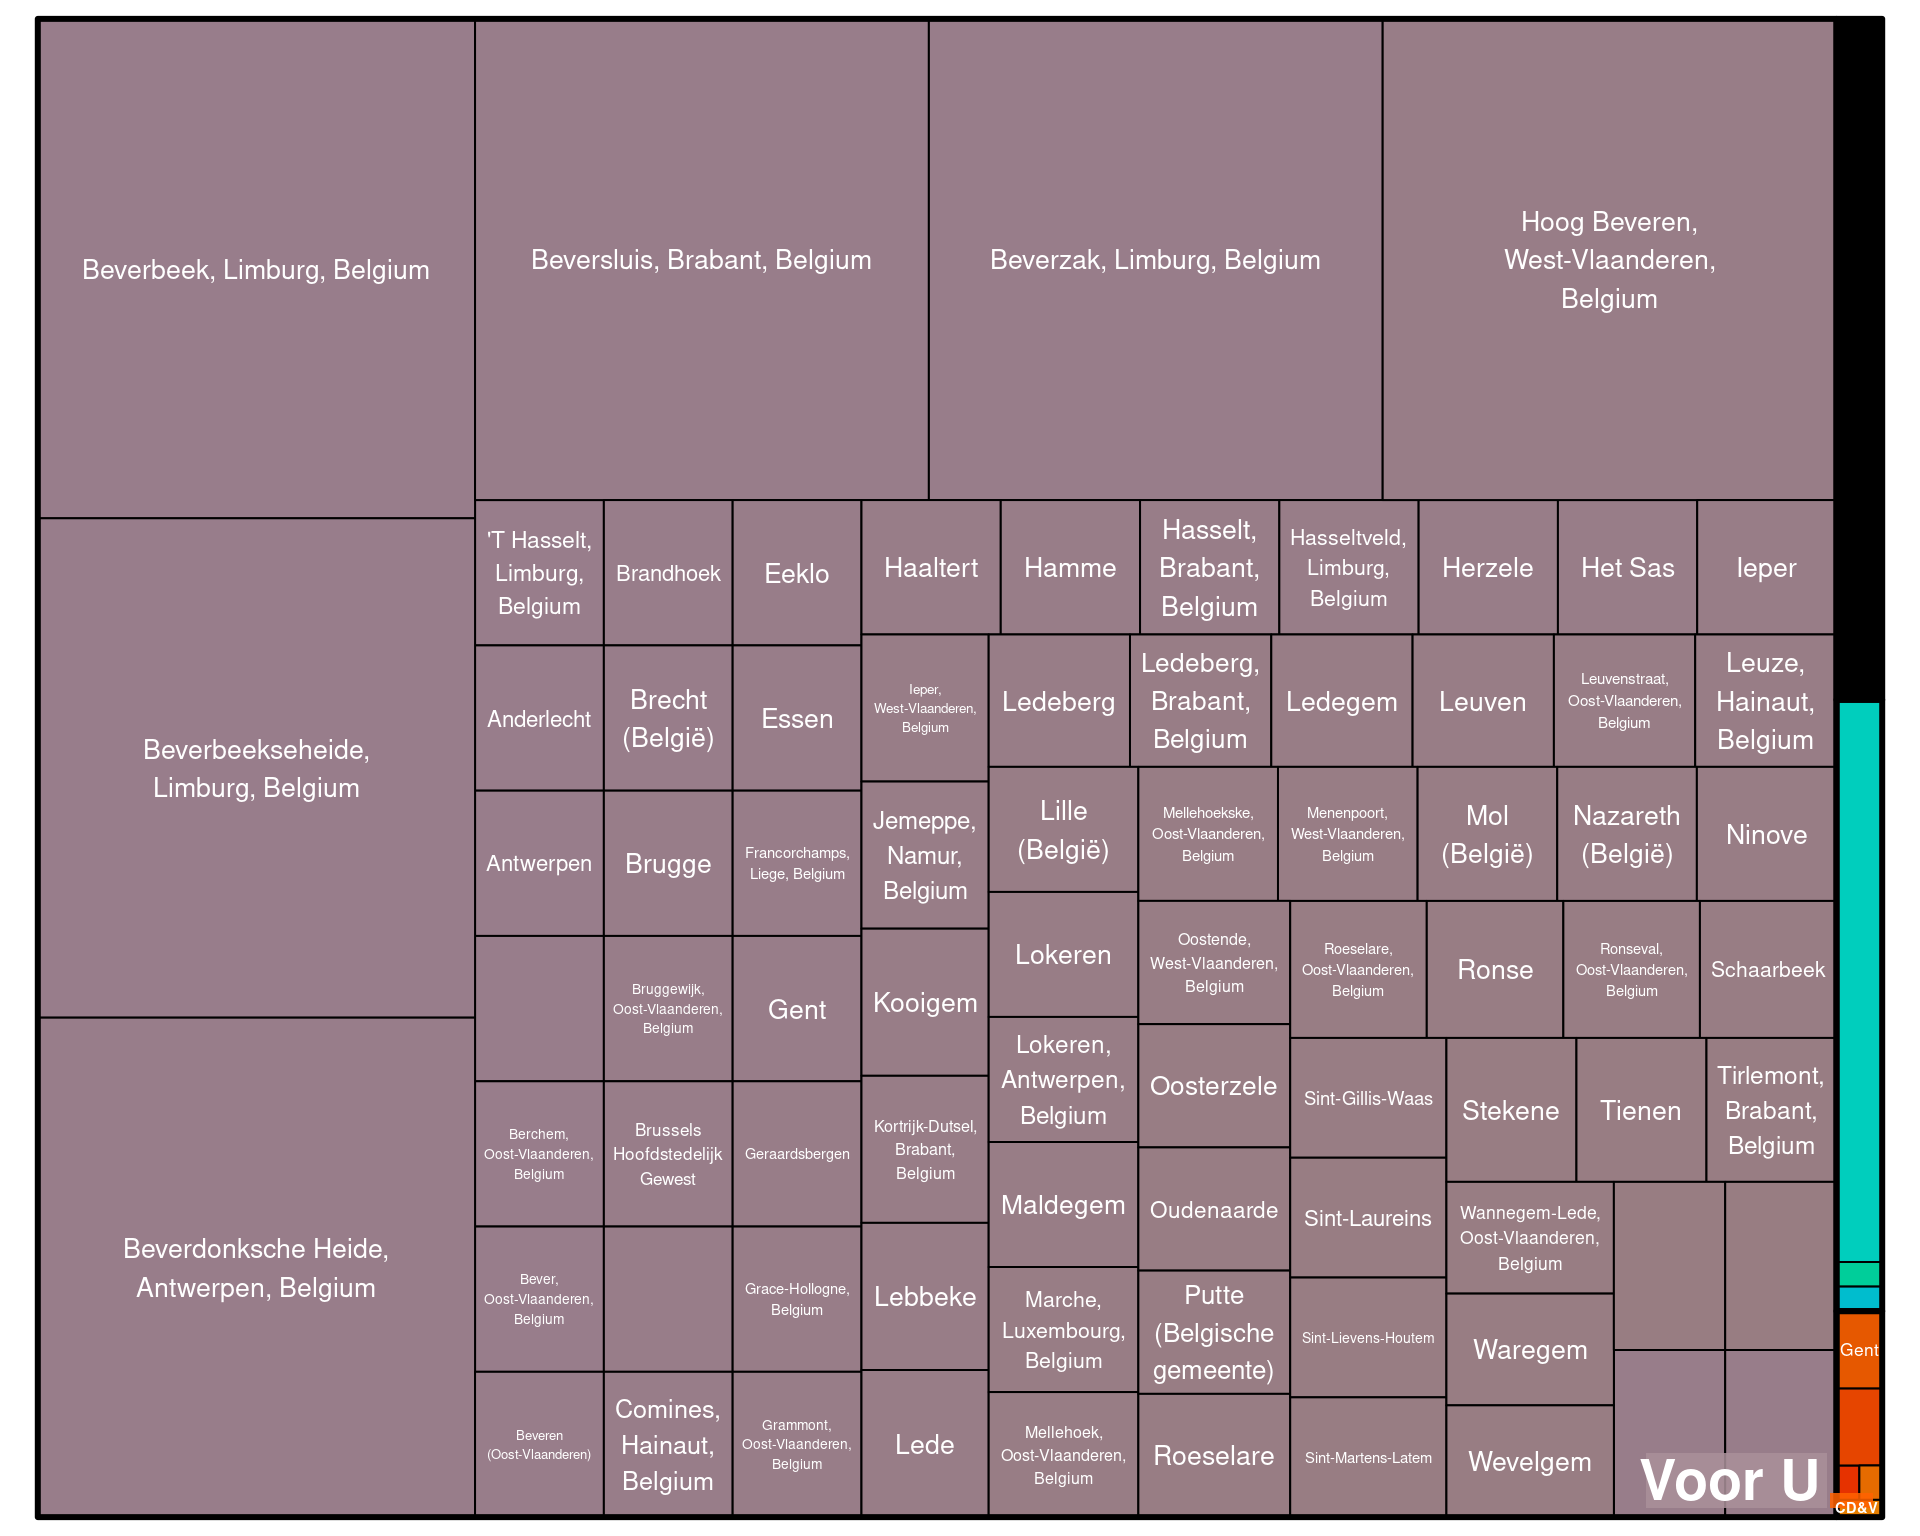 Beverbeek, Limburg, Belgium
Beversluis, Brabant, Belgium
Beverzak, Limburg, Belgium
Hoog Beveren,
West-Vlaanderen,
Belgium
Beverbeekseheide,
Limburg, Belgium
Beverdonksche Heide,
Antwerpen, Belgium
'T Hasselt,
Limburg,
Belgium
Anderlecht
Antwerpen
Berchem,
Oost-Vlaanderen,
Belgium
Bever,
Oost-Vlaanderen,
Belgium
Beveren
(Oost-Vlaanderen)
Brandhoek
Brecht
(België)
Brugge
Bruggewijk,
Oost-Vlaanderen,
Belgium
Brussels
Hoofdstedelijk
Gewest
Comines,
Hainaut,
Belgium
Eeklo
Essen
Francorchamps,
Liege, Belgium
Gent
Geraardsbergen
Grace-Hollogne,
Belgium
Grammont,
Oost-Vlaanderen,
Belgium
Haaltert
Hamme
Hasselt,
Brabant,
Belgium
Hasseltveld,
Limburg,
Belgium
Herzele
Het Sas
Ieper
Ieper,
West-Vlaanderen,
Belgium
Jemeppe,
Namur,
Belgium
Kooigem
Kortrijk-Dutsel,
Brabant,
Belgium
Lebbeke
Lede
Ledeberg
Ledeberg,
Brabant,
Belgium
Ledegem
Leuven
Leuvenstraat,
Oost-Vlaanderen,
Belgium
Leuze,
Hainaut,
Belgium
Lille
(België)
Lokeren
Lokeren,
Antwerpen,
Belgium
Maldegem
Marche,
Luxembourg,
Belgium
Mellehoek,
Oost-Vlaanderen,
Belgium
Mellehoekske,
Oost-Vlaanderen,
Belgium
Menenpoort,
West-Vlaanderen,
Belgium
Mol
(België)
Nazareth
(België)
Ninove
Oostende,
West-Vlaanderen,
Belgium
Oosterzele
Oudenaarde
Putte
(Belgische
gemeente)
Roeselare
Roeselare,
Oost-Vlaanderen,
Belgium
Ronse
Ronseval,
Oost-Vlaanderen,
Belgium
Schaarbeek
Sint-Gillis-Waas
Sint-Laureins
Sint-Lievens-Houtem
Sint-Martens-Latem
Stekene
Tienen
Tirlemont,
Brabant,
Belgium
Wannegem-Lede,
Oost-Vlaanderen,
Belgium
Waregem
Wevelgem
Voor U
Gent
CD&V